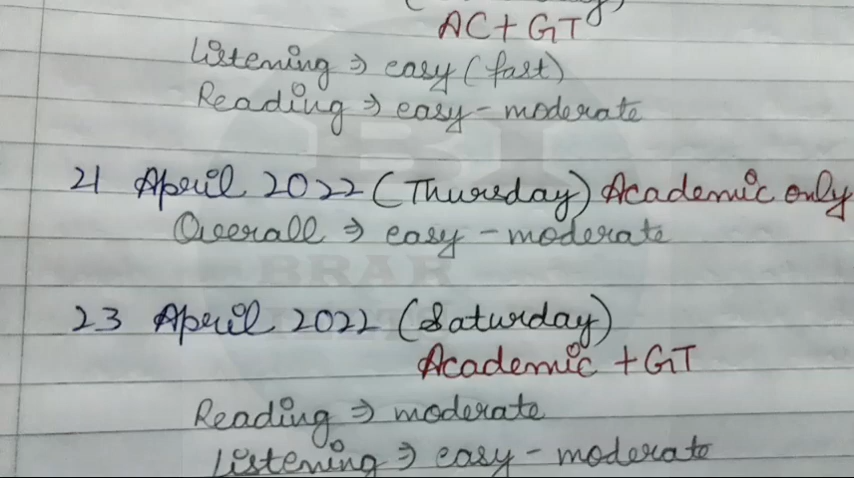 AC + GT
Listening ⇒ easy (fast)
Reading ⇒ easy - moderate
21 April 2022 (Thursday) Academic only
Overall ⇒ easy - moderate
BRAR
23 April 2022 (Saturday)
Academic + GT
Reading ⇒ moderate
Listening ⇒ easy - moderate